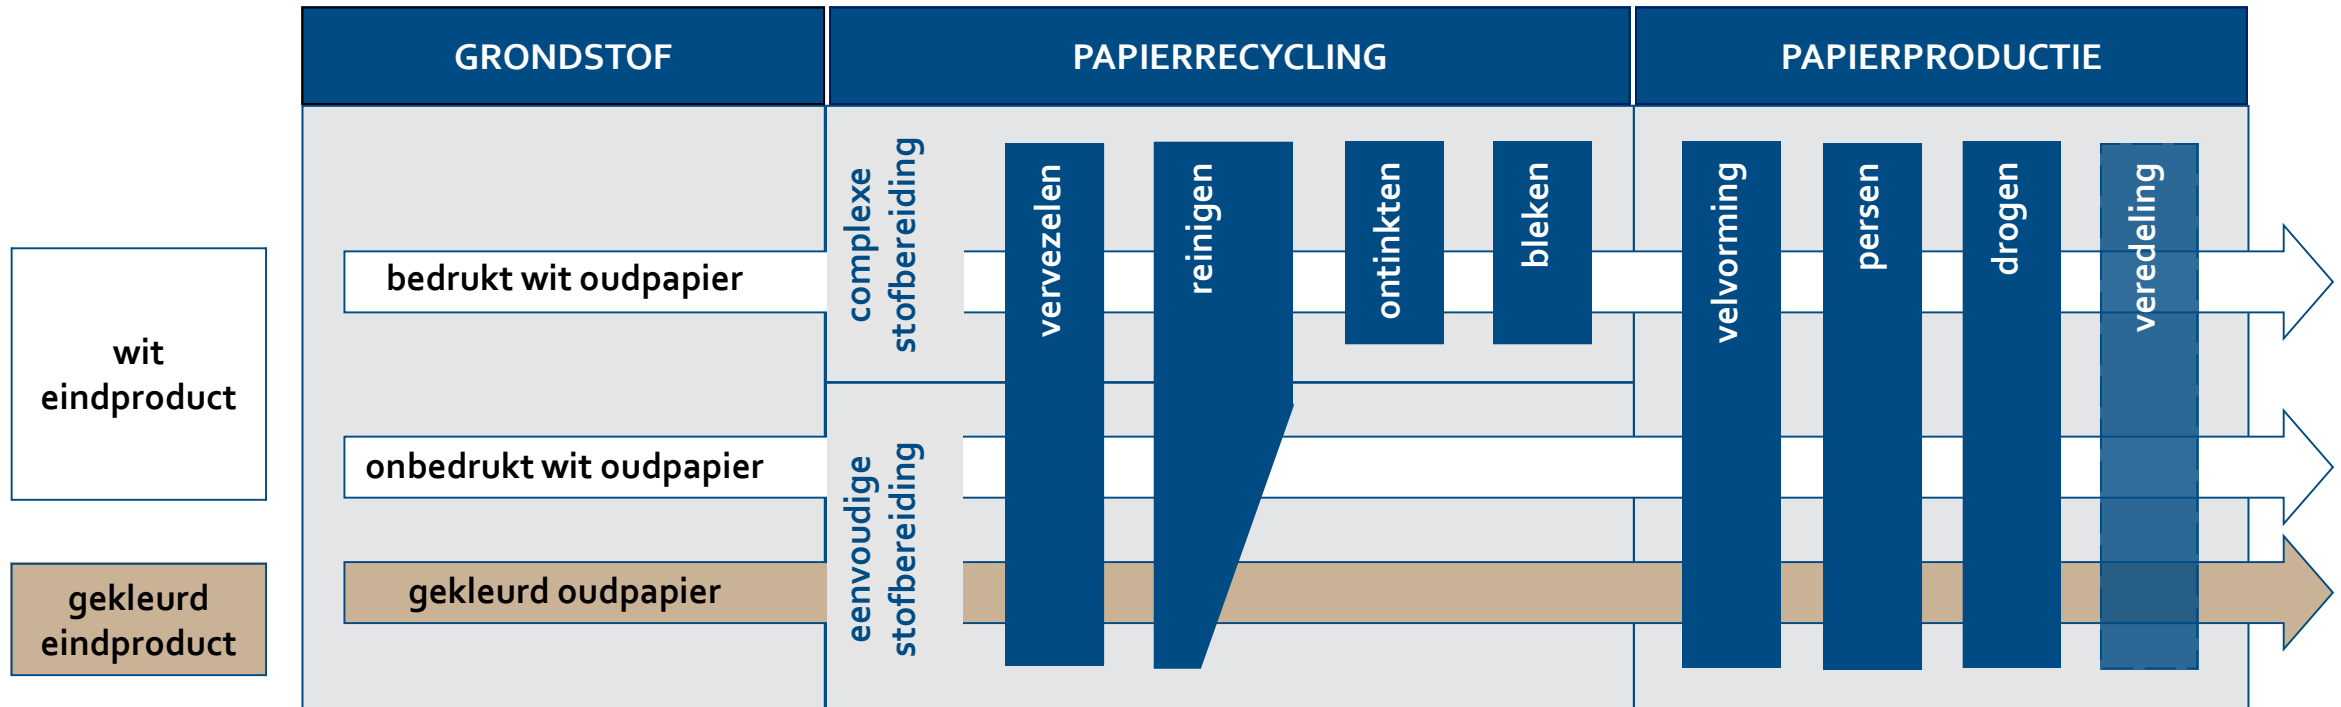 GRONDSTOF
PAPIERRECYCLING
PAPIERPRODUCTIE
wit
eindproduct
gekleurd
eindproduct
bedrukt wit oudpapier
onbedrukt wit oudpapier
gekleurd oudpapier
complexe
stofbereiding
eenvoudige
stofbereiding
vervezelen
reinigen
ontinkten
bleken
velvorming
persen
drogen
veredeling